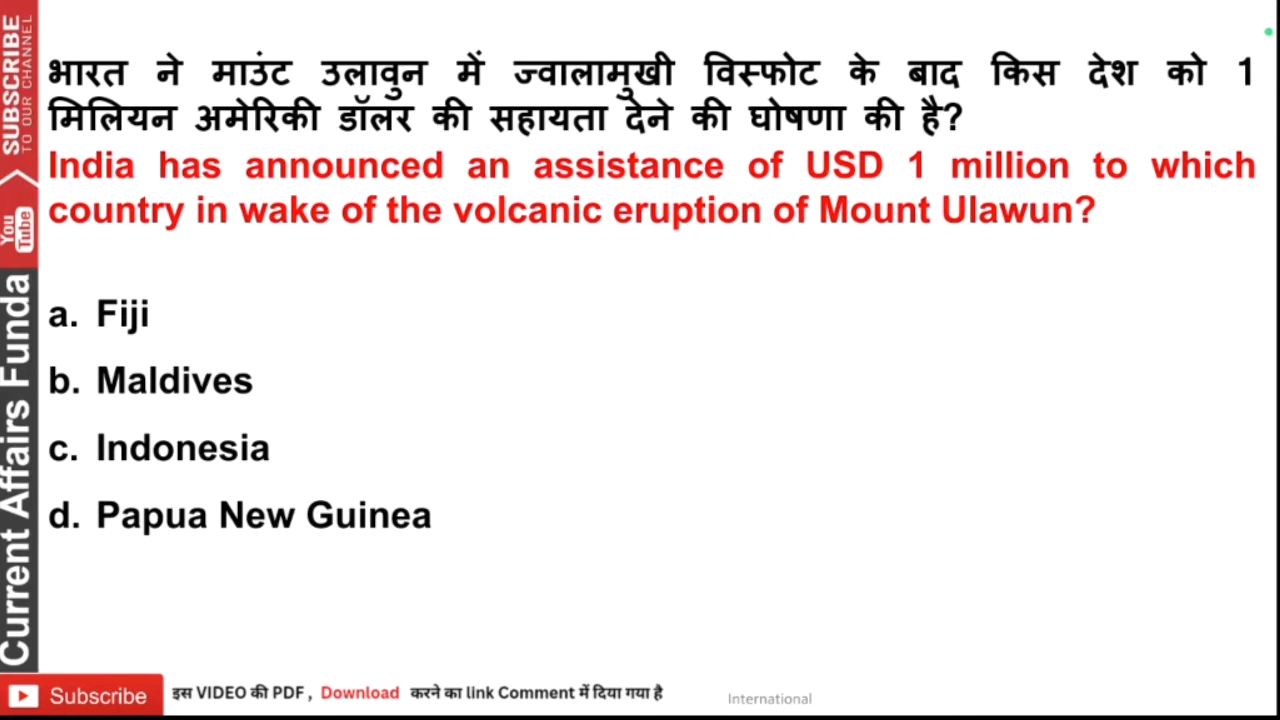 भारत ने माउंट उलावुन में ज्वालामुखी विस्फोट के बाद किस देश को 1
मिलियन अमेरिकी डॉलर की सहायता देने की घोषणा की है?
India has announced an assistance of USD 1 million to which
country in wake of the volcanic eruption of Mount Ulawun?
a. Fiji
b. Maldives
c. Indonesia
d. Papua New Guinea
SUBSCRIBE
TO OUR CHANNEL
You Tube
Current Affairs Funda
Subscribe
इस VIDEO की PDF , Download करने का link Comment में दिया गया है
International